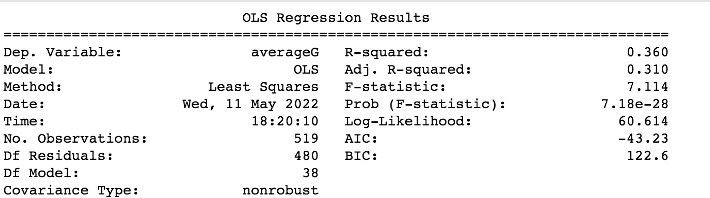 OLS Regression Results
==============================================================================
Dep. Variable: averageG R-squared: 0.360
Model: OLS Adj. R-squared: 0.310
Method: Least Squares F-statistic: 7.114
Date: Wed, 11 May 2022 Prob (F-statistic): 7.18e-28
Time: 18:20:10 Log-Likelihood: 60.614
No. Observations: 519 AIC: -43.23
Df Residuals: 480 BIC: 122.6
Df Model: 38
Covariance Type: nonrobust